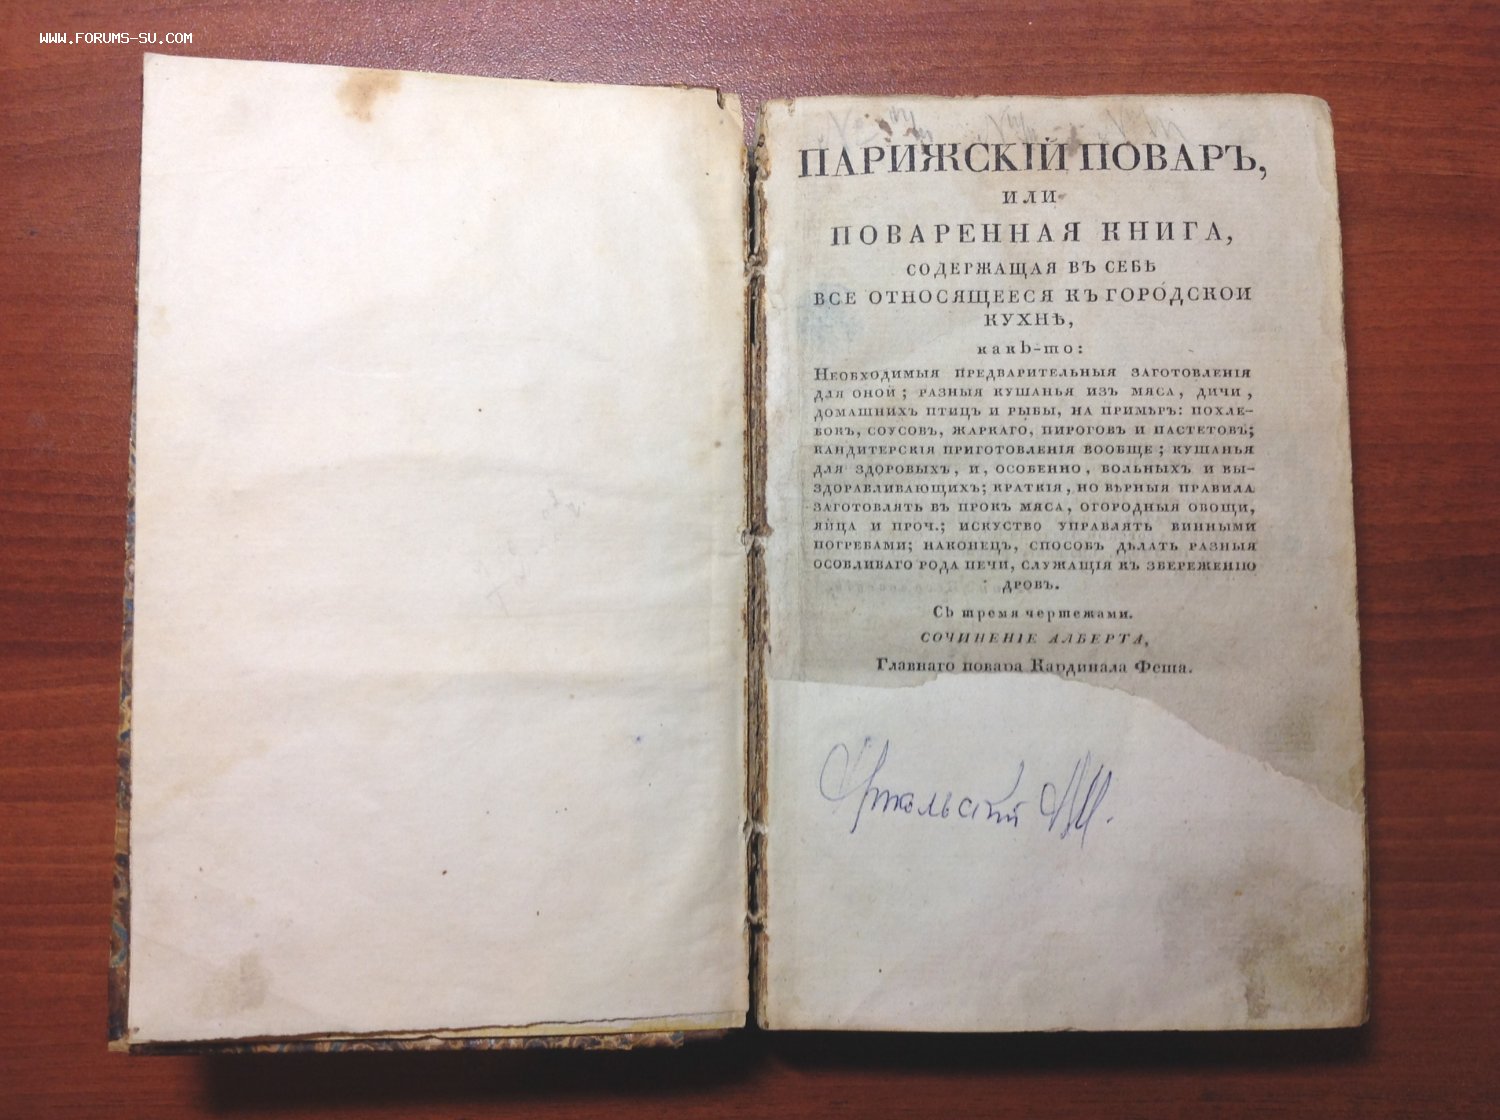 WWW.FORUMS-SU.COM
ПАРИЖСКІЙ ПОВАРЪ,
ИЛИ
ПОВАРЕННАЯ КНИГА,
СОДЕРЖАЩАЯ ВЪ СЕБѢ
ВСЕ ОТНОСЯЩЕЕСЯ КЪ ГОРОДСКОИ
КУХНѢ,
какъ-то:
НЕОБХОДИМЫЯ ПРЕДВАРИТЕЛЬНЫЯ ЗАГОТОВЛЕНІЯ
ДЛЯ ОНОЙ; РАЗНЫЯ КУШАНЬЯ ИЗЪ МЯСА, ДИЧИ,
ДОМАШНИХЪ ПТИЦЪ И РЫБЫ, НА ПРИМѢРЪ: ПОХЛЕ-
БОКЪ, СОУСОВЪ, ЖАРКАГО, ПИРОГОВЪ И ПАСТЕТОВЪ;
КАНДИТЕРСКІЯ ПРИГОТОВЛЕНІЯ ВООБЩЕ; КУШАНЬЯ
ДЛЯ ЗДОРОВЫХЪ, И, ОСОБЕННО, БОЛЬНЫХЪ И ВЫ-
ЗДОРАВЛИВАЮЩИХЪ; КРАТКІЯ, НО ВѢРНЫЯ ПРАВИЛА
ЗАГОТОВЛЯТЬ ВЪ ПРОКЪ МЯСА, ОГОРОДНЫЯ ОВОЩИ,
ЯЙЦА И ПРОЧ.; ИСКУСТВО УПРАВЛЯТЬ ВИННЫМИ
ПОГРЕБАМИ; НАКОНЕЦЪ, СПОСОБЪ ДѢЛАТЬ РАЗНЫЯ
ОСОБЛИВАГО РОДА ПЕЧИ, СЛУЖАЩІЯ КЪ ЗБЕРЕЖЕНІЮ
ДРОВЪ.
Съ тремя чертежами.
СОЧИНЕНІЕ АЛБЕРТА,
Главнаго повара Кардинала Феша.